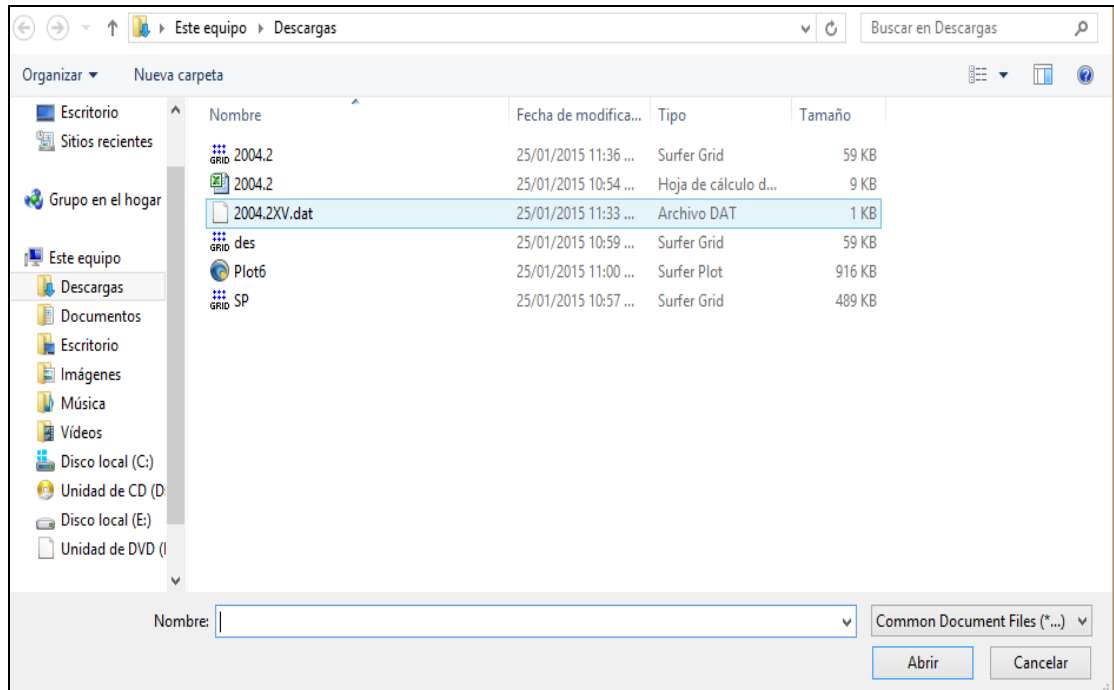 Este equipo Descargas Buscar en Descargas
Organizar Nueva carpeta
Escritorio
Sitios recientes
Grupo en el hogar
Este equipo
Descargas
Documentos
Escritorio
Imágenes
Música
Vídeos
Disco local (C:)
Unidad de CD (D:
Disco local (E:)
Unidad de DVD (
Nombre Fecha de modifica... Tipo Tamaño
GRID 2004.2 25/01/2015 11:36 ... Surfer Grid 59 KB
2004.2 25/01/2015 10:54 ... Hoja de cálculo d... 9 KB
2004.2XV.dat 25/01/2015 11:33 ... Archivo DAT 1 KB
GRID des 25/01/2015 10:59 ... Surfer Grid 59 KB
Plot6 25/01/2015 11:00 ... Surfer Plot 916 KB
GRID SP 25/01/2015 10:57 ... Surfer Grid 489 KB
Nombre: Common Document Files (*...)
Abrir Cancelar